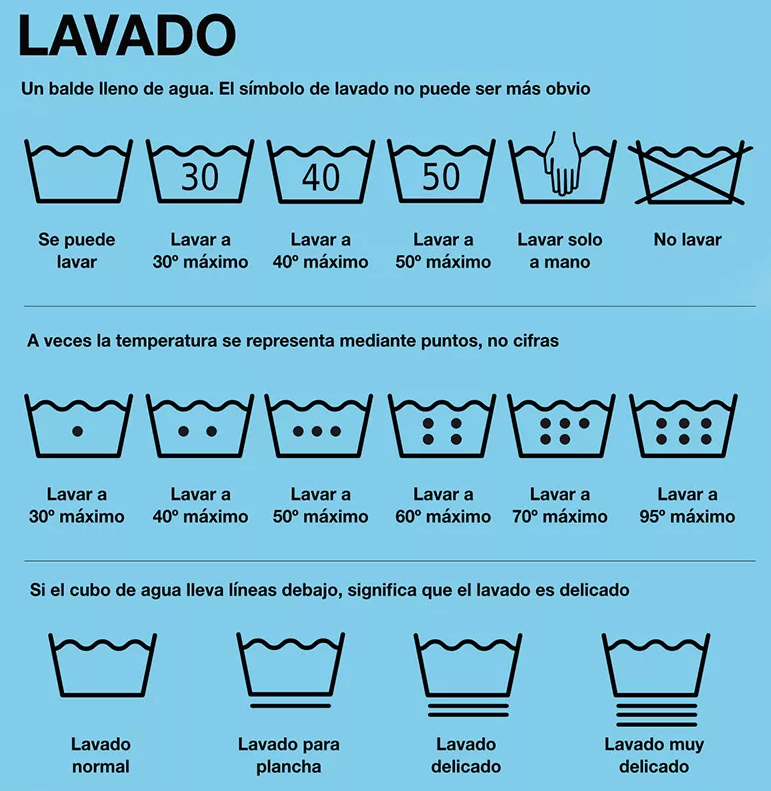 LAVADO
Un balde lleno de agua. El símbolo de lavado no puede ser más obvio
30 40 50
Se puede lavar
Lavar a 30º máximo
Lavar a 40º máximo
Lavar a 50º máximo
Lavar solo a mano
No lavar
A veces la temperatura se representa mediante puntos, no cifras
Lavar a 30º máximo
Lavar a 40º máximo
Lavar a 50º máximo
Lavar a 60º máximo
Lavar a 70º máximo
Lavar a 95º máximo
Si el cubo de agua lleva líneas debajo, significa que el lavado es delicado
Lavado normal
Lavado para plancha
Lavado delicado
Lavado muy delicado